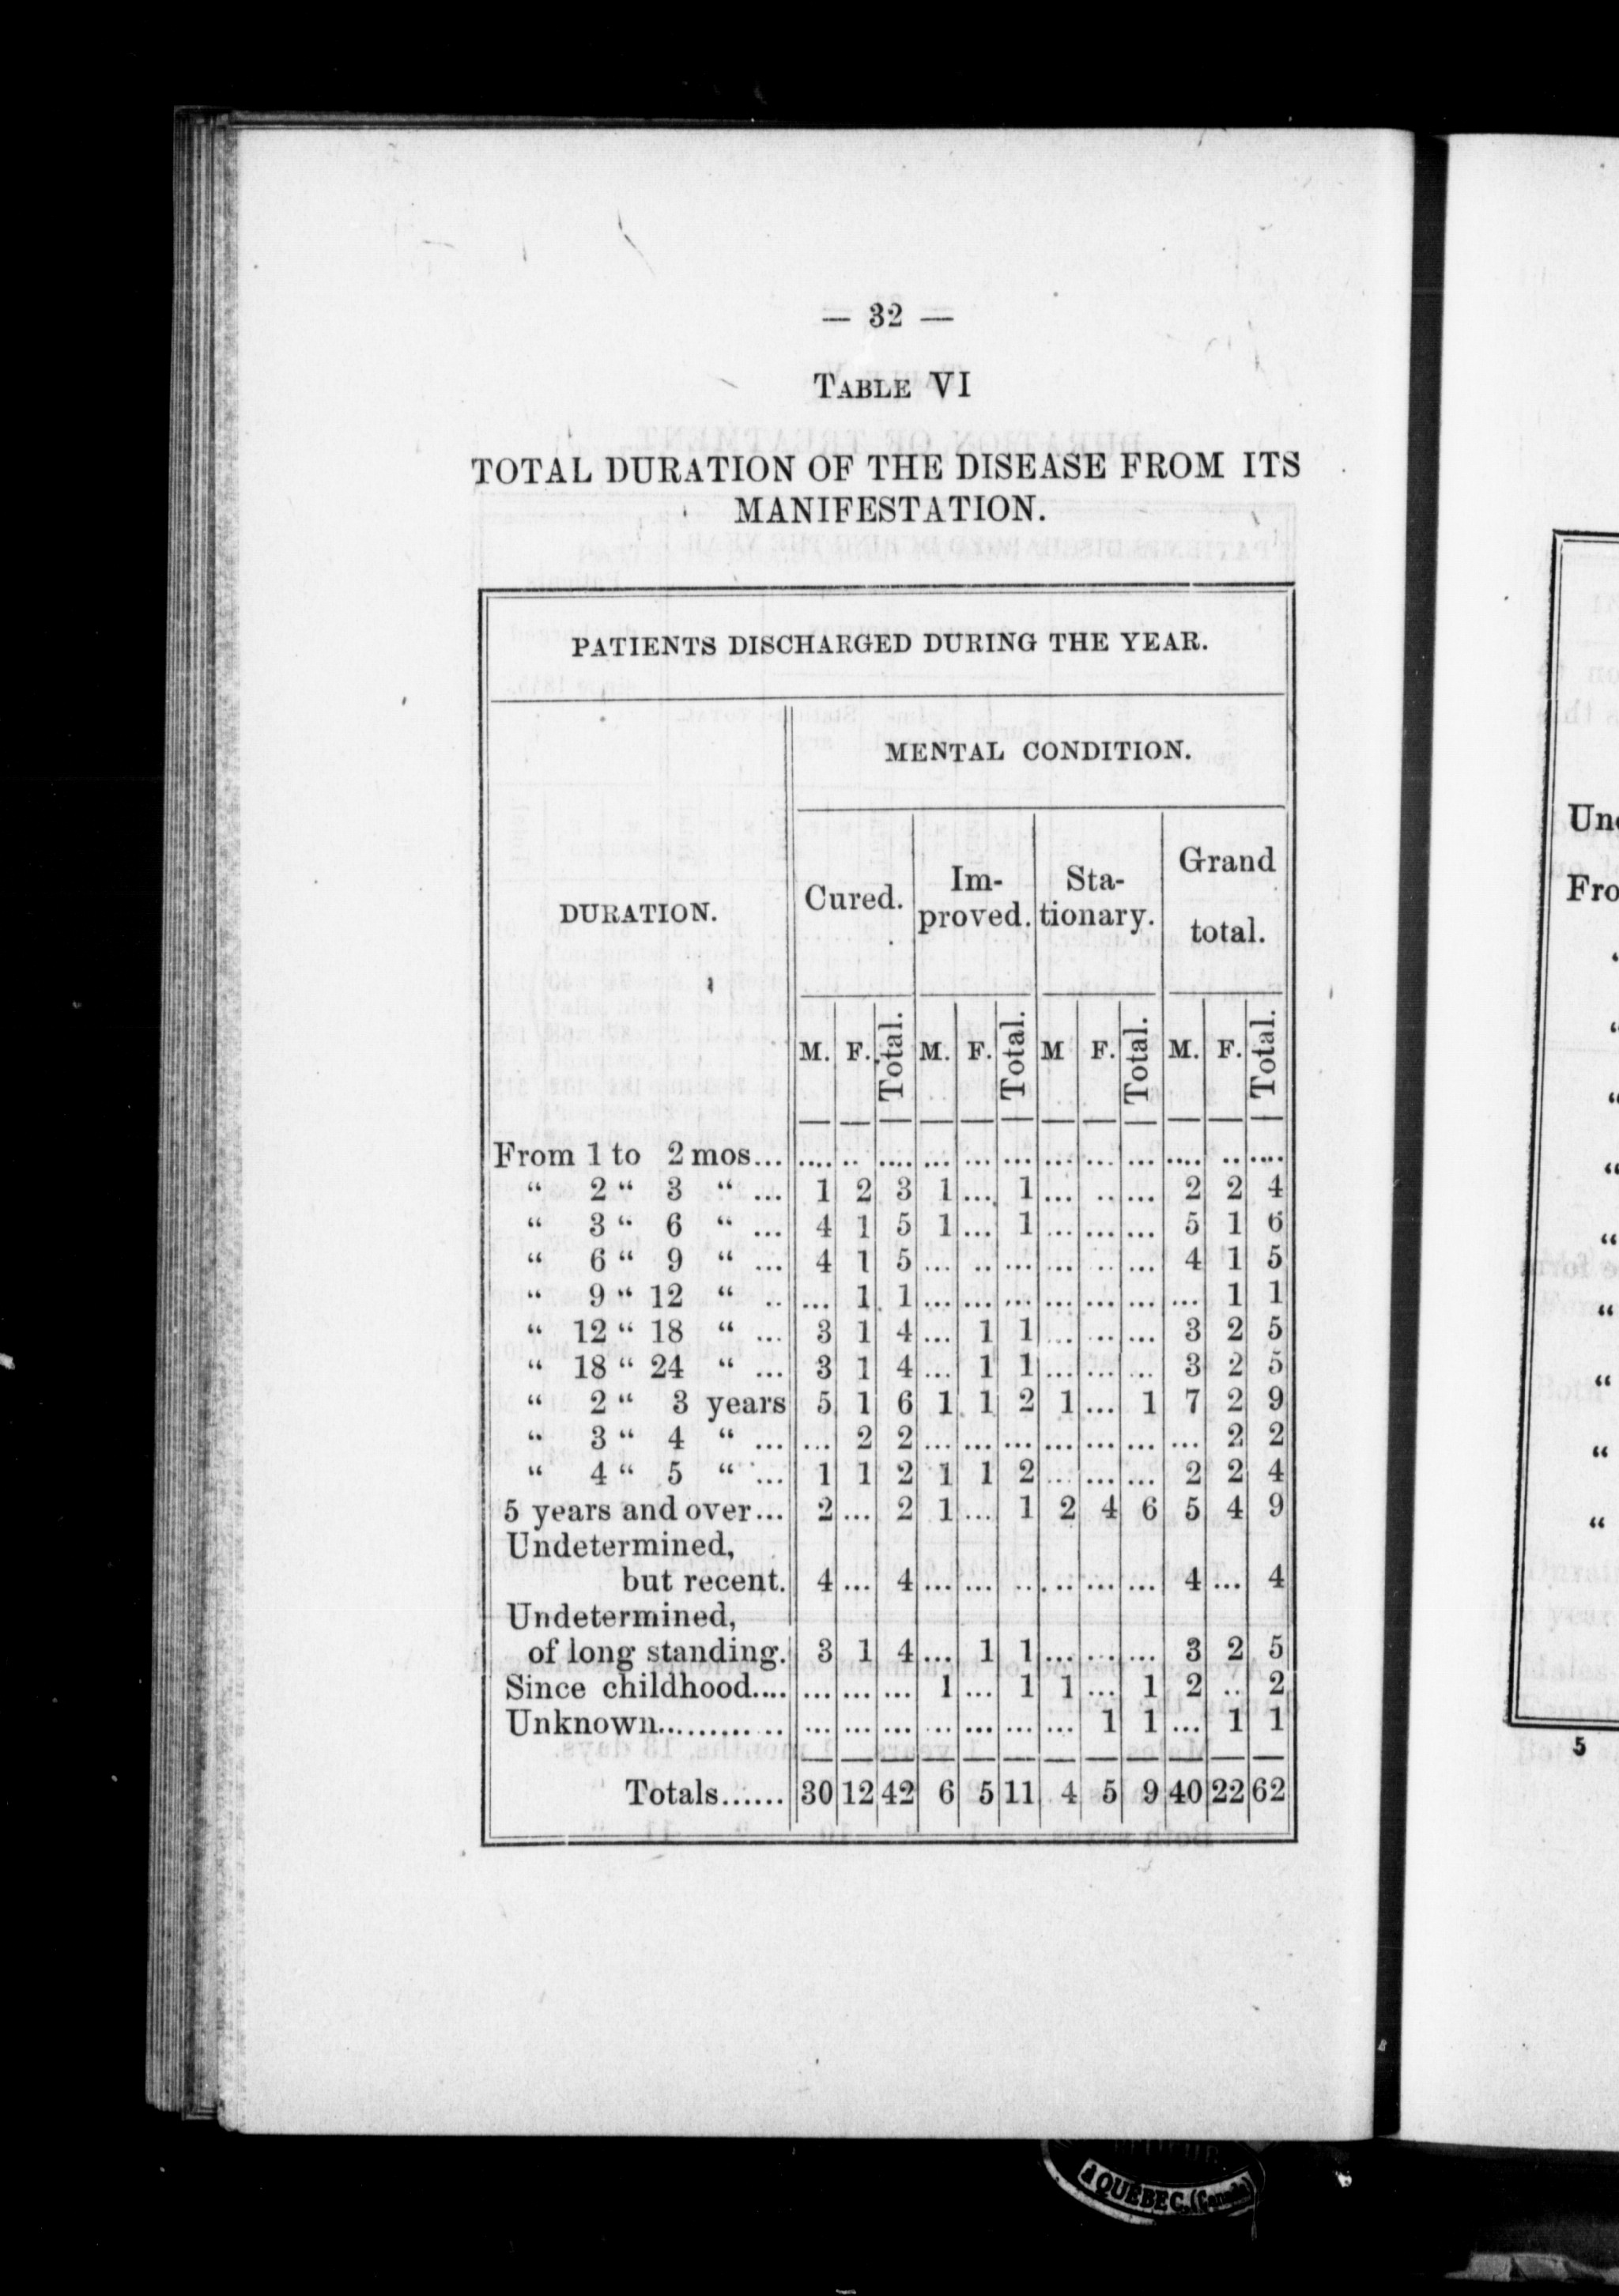 — 32 —
TABLE VI
TOTAL DURATION OF THE DISEASE FROM ITS
MANIFESTATION.
PATIENTS DISCHARGED DURING THE YEAR.
MENTAL CONDITION.
DURATION.
Cured. Im-proved. Sta-tionary. Grand total.
M. F. Total. M. F. Total. M F. Total. M. F. Total.
From 1 to 2 mos... .... .. .... ... ... ... ... ... ... .... .. ....
“ 2 “ 3 “ ... 1 2 3 1 ... 1 ... .. ... 2 2 4
“ 3 “ 6 “ ... 4 1 5 1 ... 1 ... ... ... 5 1 6
“ 6 “ 9 “ ... 4 1 5 ... .. ... ... .. ... 4 1 5
“ 9 “ 12 “ .. ... 1 1 ... ... ... ... ... ... ... 1 1
“ 12 “ 18 “ ... 3 1 4 ... 1 1 ... ... ... 3 2 5
“ 18 “ 24 “ ... 3 1 4 ... 1 1 ... ... ... 3 2 5
“ 2 “ 3 years 5 1 6 1 1 2 1 ... 1 7 2 9
“ 3 “ 4 “ ... ... 2 2 ... ... ... ... ... ... ... 2 2
“ 4 “ 5 “ ... 1 1 2 1 1 2 ... ... ... 2 2 4
5 years and over... 2 ... 2 1 ... 1 2 4 6 5 4 9
Undetermined,
but recent. 4 ... 4 ... ... ... .. ... ... 4 ... 4
Undetermined,
of long standing. 3 1 4 ... 1 1 ... ... ... 3 2 5
Since childhood.... ... ... ... 1 ... 1 1 ... 1 2 .. 2
Unknown............ ... ... ... .. ... ... ... 1 1 ... 1 1
Totals...... 30 12 42 6 5 11 4 5 9 40 22 62
Fro
“
“
“
“
“
“
“
“
“
5
A QUÉBEC, (Canada)